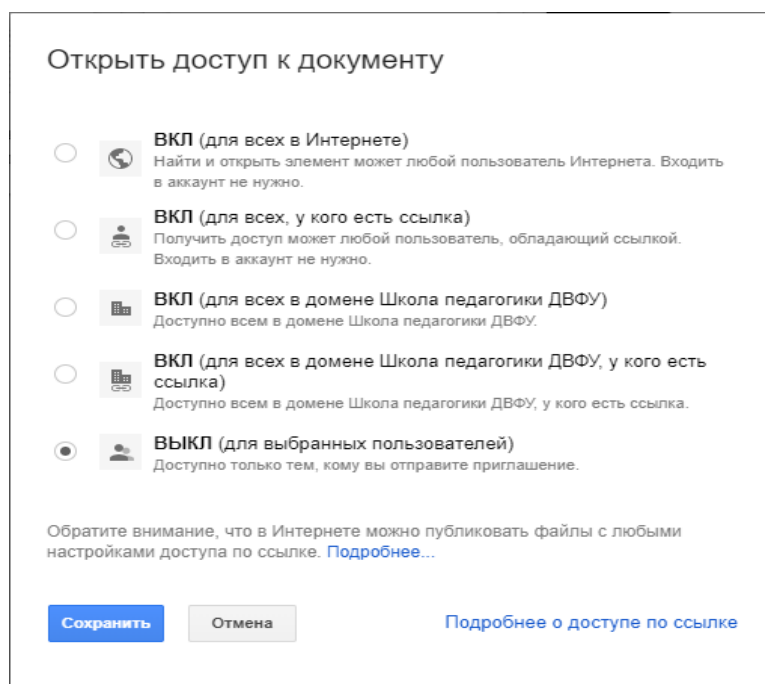 Открыть доступ к документу
ВКЛ (для всех в Интернете)
Найти и открыть элемент может любой пользователь Интернета. Входить
в аккаунт не нужно.
ВКЛ (для всех, у кого есть ссылка)
Получить доступ может любой пользователь, обладающий ссылкой.
Входить в аккаунт не нужно.
ВКЛ (для всех в домене Школа педагогики ДВФУ)
Доступно всем в домене Школа педагогики ДВФУ.
ВКЛ (для всех в домене Школа педагогики ДВФУ, у кого есть
ссылка)
Доступно всем в домене Школа педагогики ДВФУ, у кого есть ссылка.
ВЫКЛ (для выбранных пользователей)
Доступно только тем, кому вы отправите приглашение.
Обратите внимание, что в Интернете можно публиковать файлы с любыми
настройками доступа по ссылке. Подробнее...
Сохранить Отмена Подробнее о доступе по ссылке